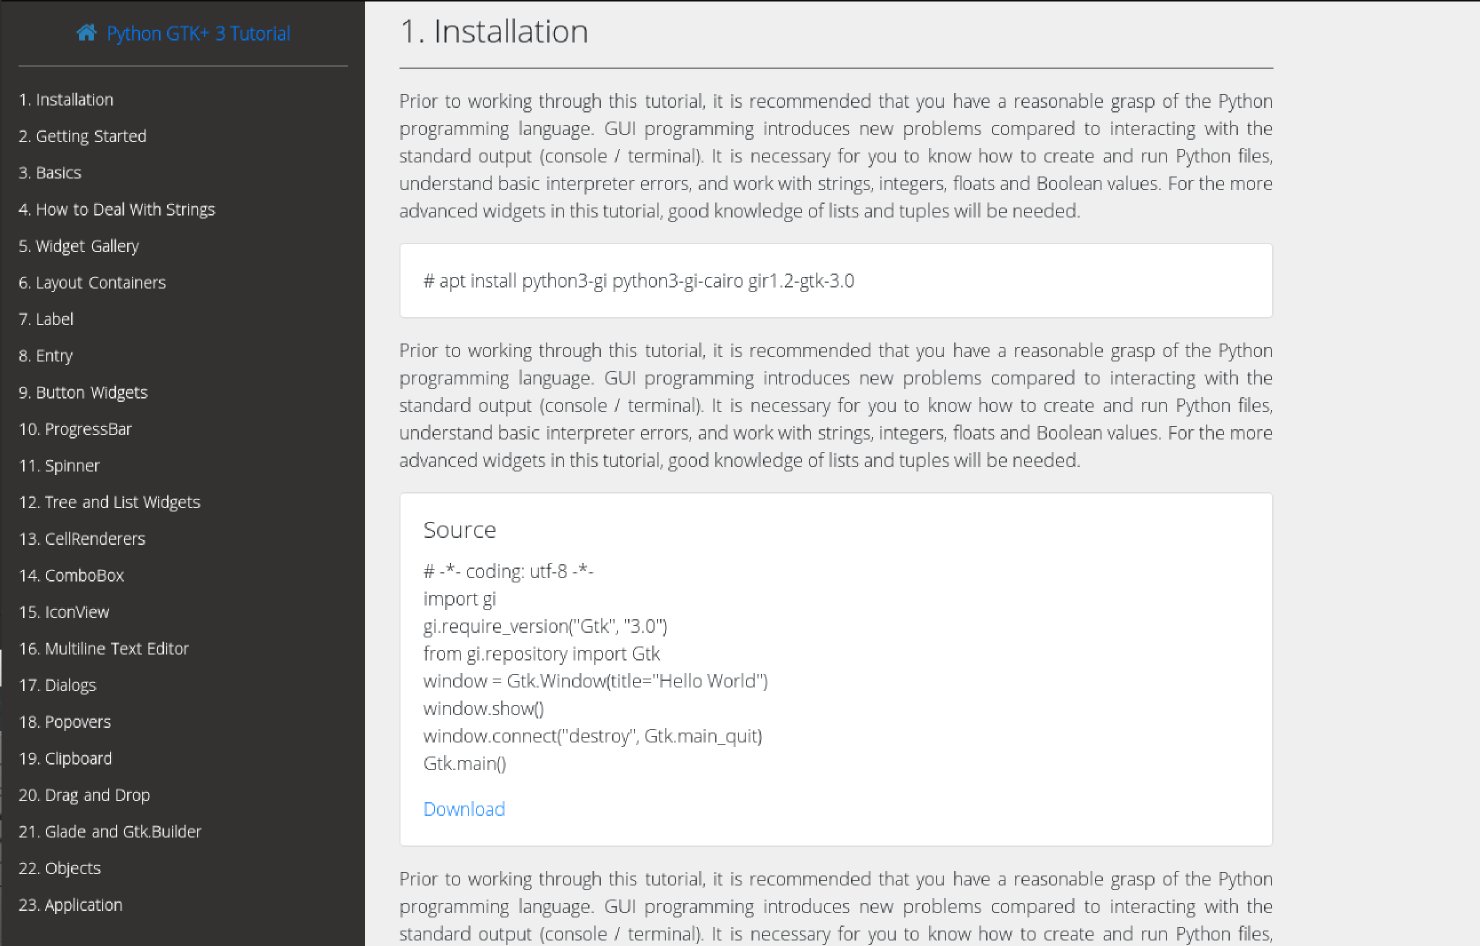 Python GTK+ 3 Tutorial
1. Installation
2. Getting Started
3. Basics
4. How to Deal With Strings
5. Widget Gallery
6. Layout Containers
7. Label
8. Entry
9. Button Widgets
10. ProgressBar
11. Spinner
12. Tree and List Widgets
13. CellRenderers
14. ComboBox
15. IconView
16. Multiline Text Editor
17. Dialogs
18. Popovers
19. Clipboard
20. Drag and Drop
21. Glade and Gtk.Builder
22. Objects
23. Application
1. Installation
Prior to working through this tutorial, it is recommended that you have a reasonable grasp of the Python
programming language. GUI programming introduces new problems compared to interacting with the
standard output (console / terminal). It is necessary for you to know how to create and run Python files,
understand basic interpreter errors, and work with strings, integers, floats and Boolean values. For the more
advanced widgets in this tutorial, good knowledge of lists and tuples will be needed.
# apt install python3-gi python3-gi-cairo gir1.2-gtk-3.0
Prior to working through this tutorial, it is recommended that you have a reasonable grasp of the Python
programming language. GUI programming introduces new problems compared to interacting with the
standard output (console / terminal). It is necessary for you to know how to create and run Python files,
understand basic interpreter errors, and work with strings, integers, floats and Boolean values. For the more
advanced widgets in this tutorial, good knowledge of lists and tuples will be needed.
Source
# -*- coding: utf-8 -*-
import gi
gi.require_version("Gtk", "3.0")
from gi.repository import Gtk
window = Gtk.Window(title="Hello World")
window.show()
window.connect("destroy", Gtk.main_quit)
Gtk.main()
Download
Prior to working through this tutorial, it is recommended that you have a reasonable grasp of the Python
programming language. GUI programming introduces new problems compared to interacting with the
standard output (console / terminal). It is necessary for you to know how to create and run Python files,